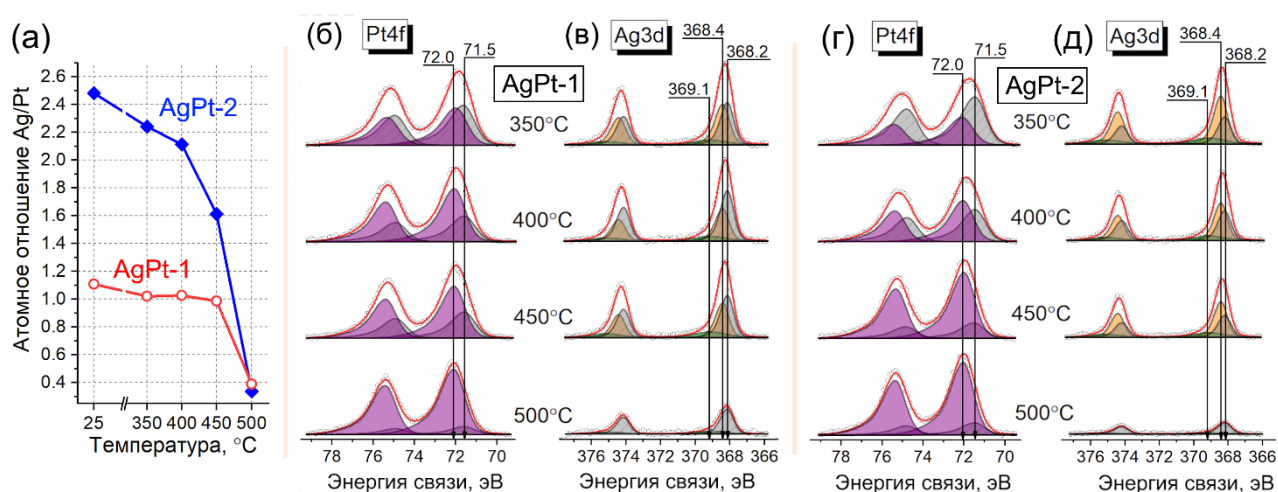 (а)
Атомное отношение Ag/Pt
2.6
2.4
2.2
2.0
1.8
1.6
1.4
1.2
1.0
0.8
0.6
0.4
AgPt-2
AgPt-1
25 350 400 450 500
Температура, °C
(б) Pt4f
72.0 71.5
(в) Ag3d
368.4
368.2
369.1
AgPt-1
350°C
400°C
450°C
500°C
78 76 74 72 70
Энергия связи, эВ
376 374 372 370 368 366
Энергия связи, эВ
(г) Pt4f
72.0 71.5
(д) Ag3d
368.4
368.2
369.1
AgPt-2
350°C
400°C
450°C
500°C
78 76 74 72 70
Энергия связи, эВ
376 374 372 370 368 366
Энергия связи, эВ